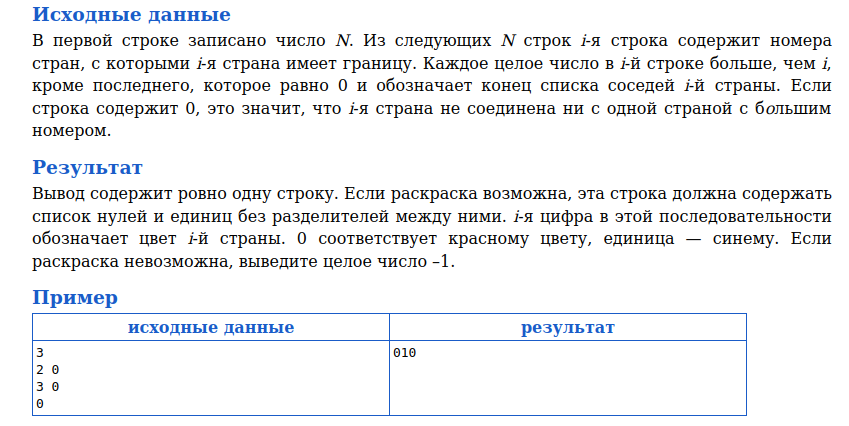 Исходные данные
В первой строке записано число N. Из следующих N строк i-я строка содержит номера
стран, с которыми i-я страна имеет границу. Каждое целое число в i-й строке больше, чем i,
кроме последнего, которое равно 0 и обозначает конец списка соседей i-й страны. Если
строка содержит 0, это значит, что i-я страна не соединена ни с одной страной с большим
номером.
Результат
Вывод содержит ровно одну строку. Если раскраска возможна, эта строка должна содержать
список нулей и единиц без разделителей между ними. i-я цифра в этой последовательности
обозначает цвет i-й страны. 0 соответствует красному цвету, единица — синему. Если
раскраска невозможна, выведите целое число –1.
Пример
исходные данные результат
3 010
2 0
3 0
0